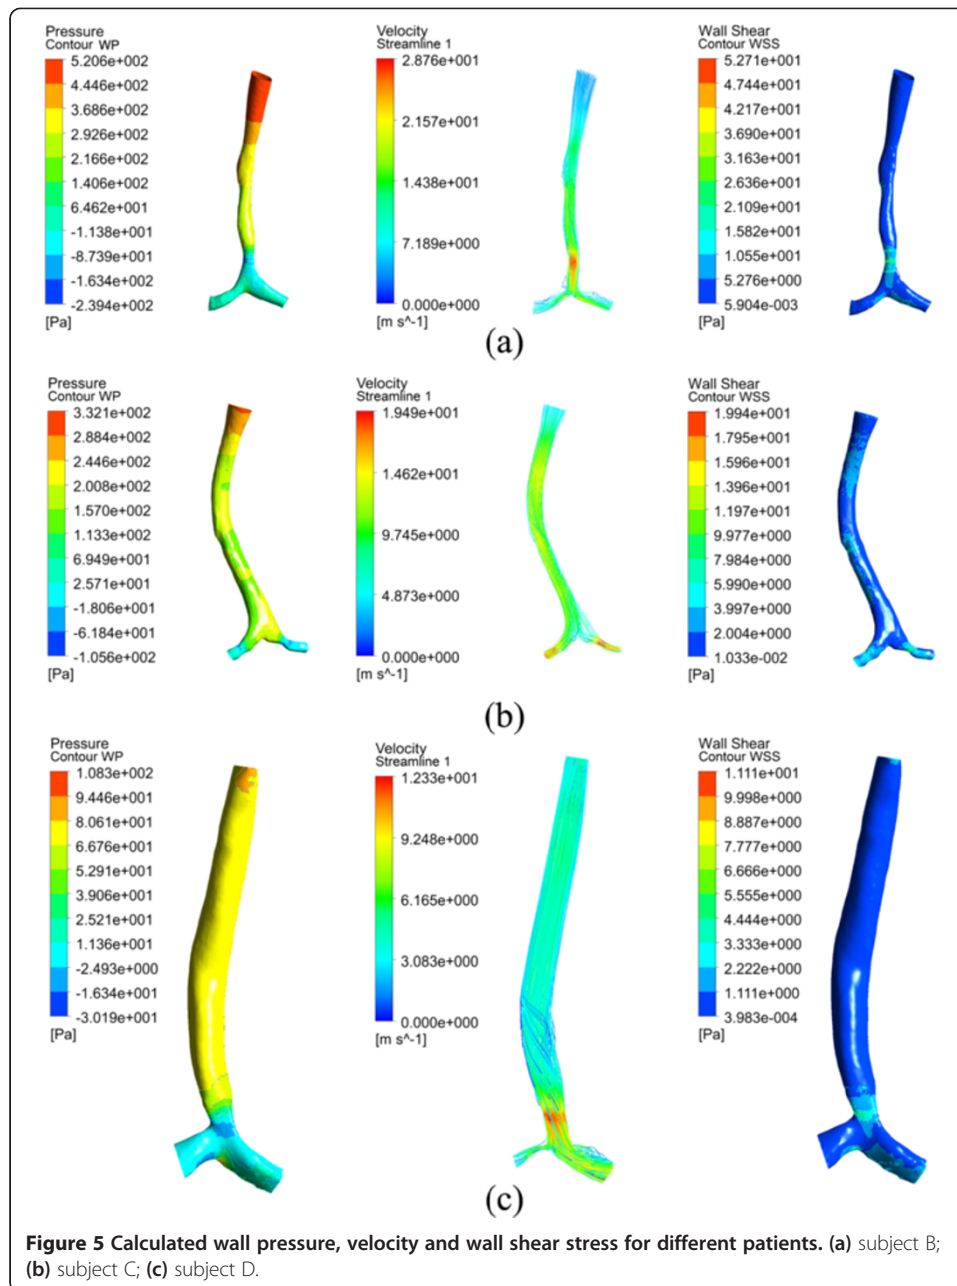 Pressure
Contour WP
5.206e+002
4.446e+002
3.686e+002
2.926e+002
2.166e+002
1.406e+002
6.462e+001
-1.138e+001
-8.739e+001
-1.634e+002
-2.394e+002
[Pa]
Velocity
Streamline 1
2.876e+001
2.157e+001
1.438e+001
7.189e+000
0.000e+000
[m s^-1]
Wall Shear
Contour WSS
5.271e+001
4.744e+001
4.217e+001
3.690e+001
3.163e+001
2.636e+001
2.109e+001
1.582e+001
1.055e+001
5.276e+000
5.904e-003
[Pa]
(a)
Pressure
Contour WP
3.321e+002
2.884e+002
2.446e+002
2.008e+002
1.570e+002
1.133e+002
6.949e+001
2.571e+001
-1.806e+001
-6.184e+001
-1.056e+002
[Pa]
Velocity
Streamline 1
1.949e+001
1.462e+001
9.745e+000
4.873e+000
0.000e+000
[m s^-1]
Wall Shear
Contour WSS
1.994e+001
1.795e+001
1.596e+001
1.396e+001
1.197e+001
9.977e+000
7.984e+000
5.990e+000
3.997e+000
2.004e+000
1.033e-002
[Pa]
(b)
Pressure
Contour WP
1.083e+002
9.446e+001
8.061e+001
6.676e+001
5.291e+001
3.906e+001
2.521e+001
1.136e+001
-2.493e+000
-1.634e+001
-3.019e+001
[Pa]
Velocity
Streamline 1
1.233e+001
9.248e+000
6.165e+000
3.083e+000
0.000e+000
[m s^-1]
Wall Shear
Contour WSS
1.111e+001
9.998e+000
8.887e+000
7.777e+000
6.666e+000
5.555e+000
4.444e+000
3.333e+000
2.222e+000
1.111e+000
3.983e-004
[Pa]
(c)
Figure 5 Calculated wall pressure, velocity and wall shear stress for different patients. (a) subject B;
(b) subject C; (c) subject D.